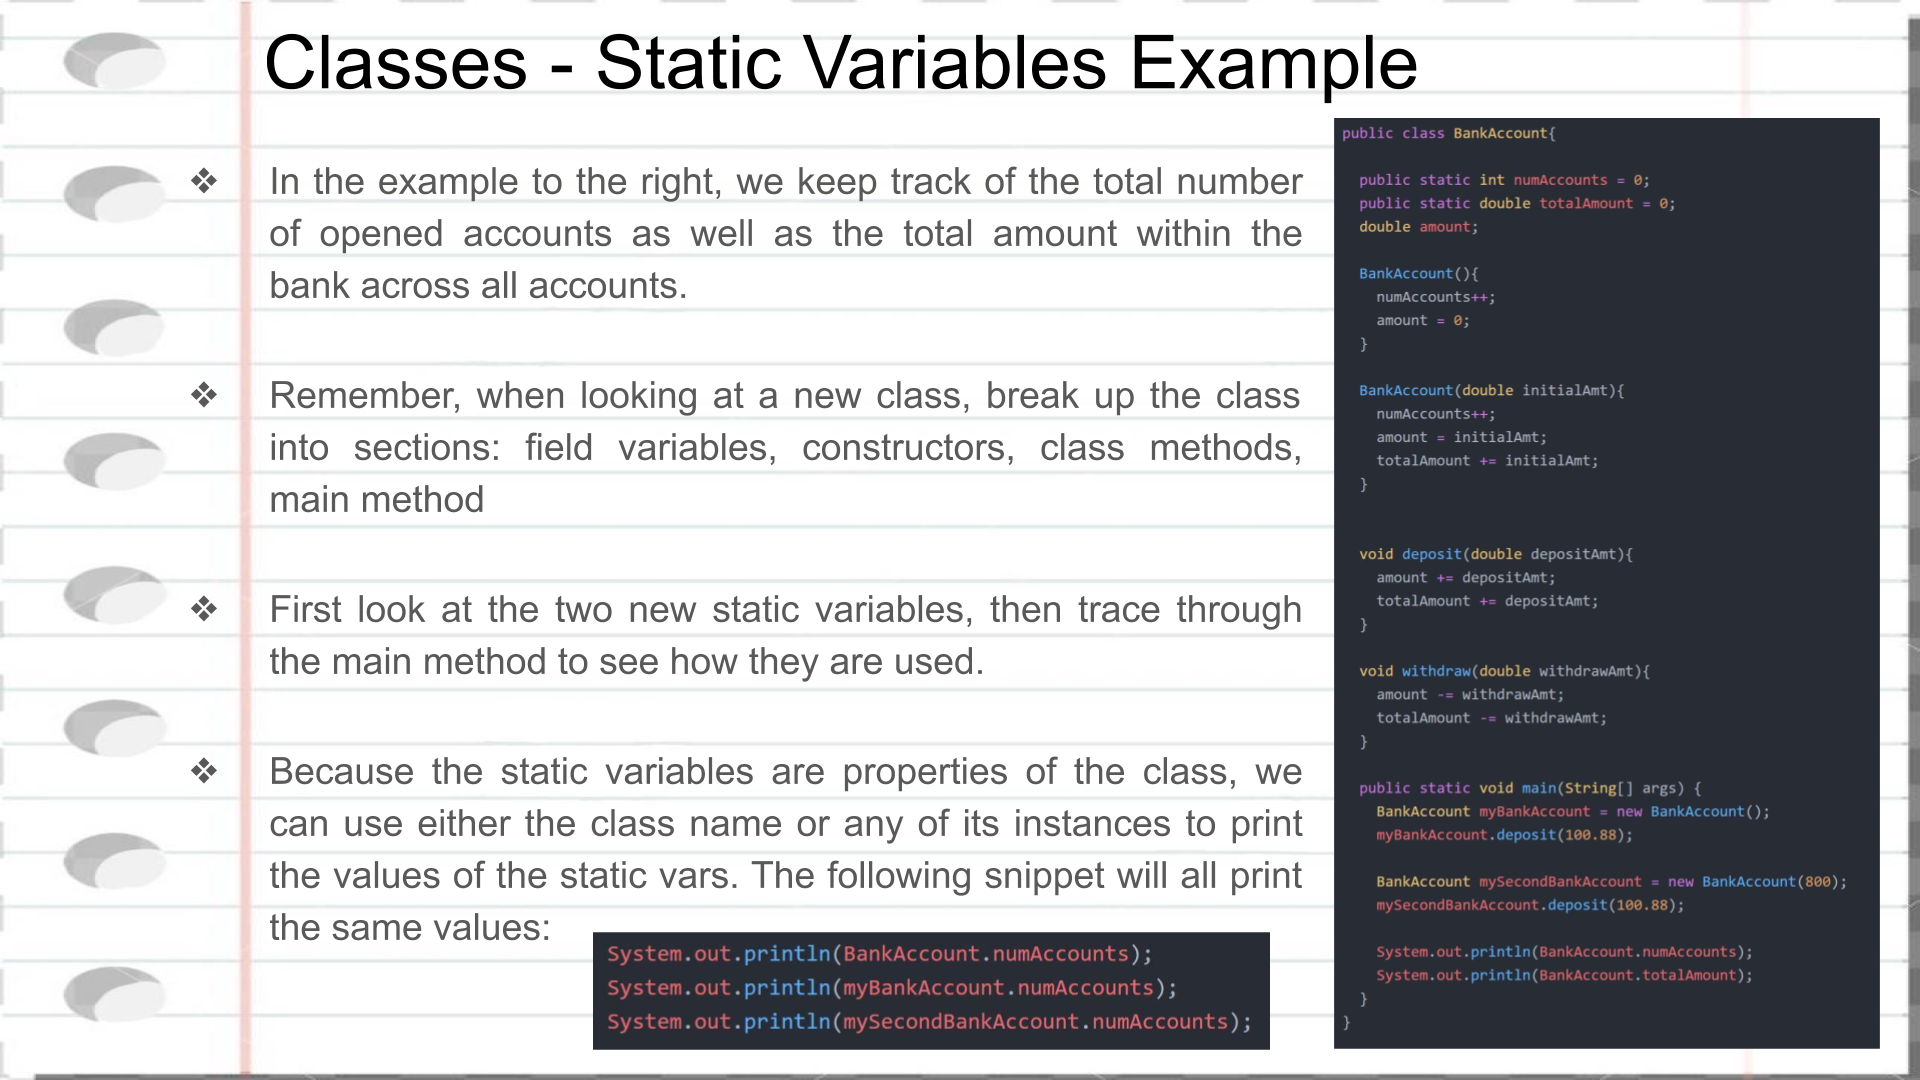 Classes - Static Variables Example
❖ In the example to the right, we keep track of the total number
of opened accounts as well as the total amount within the
bank across all accounts.
❖ Remember, when looking at a new class, break up the class
into sections: field variables, constructors, class methods,
main method
❖ First look at the two new static variables, then trace through
the main method to see how they are used.
❖ Because the static variables are properties of the class, we
can use either the class name or any of its instances to print
the values of the static vars. The following snippet will all print
the same values:
System.out.println(BankAccount.numAccounts);
System.out.println(myBankAccount.numAccounts);
System.out.println(mySecondBankAccount.numAccounts);
public class BankAccount{
public static int numAccounts = 0;
public static double totalAmount = 0;
double amount;
BankAccount(){
numAccounts++;
amount = 0;
}
BankAccount(double initialAmt){
numAccounts++;
amount = initialAmt;
totalAmount += initialAmt;
}
void deposit(double depositAmt){
amount += depositAmt;
totalAmount += depositAmt;
}
void withdraw(double withdrawAmt){
amount -= withdrawAmt;
totalAmount -= withdrawAmt;
}
public static void main(String[] args) {
BankAccount myBankAccount = new BankAccount();
myBankAccount.deposit(100.88);
BankAccount mySecondBankAccount = new BankAccount(800);
mySecondBankAccount.deposit(100.88);
System.out.println(BankAccount.numAccounts);
System.out.println(BankAccount.totalAmount);
}
}